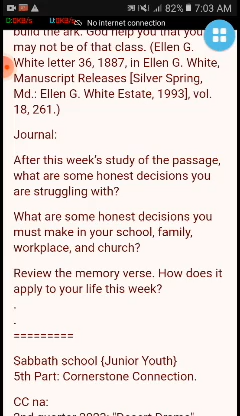 0KB/s U:0KB/s No internet connection 82% 7:03 AM
build the ark. God help you that you
may not be of that class. (Ellen G.
White letter 36, 1887, in Ellen G. White,
Manuscript Releases [Silver Spring,
Md.: Ellen G. White Estate, 1993], vol.
18, 261.)
Journal:
After this week's study of the passage,
what are some honest decisions you
are struggling with?
What are some honest decisions you
must make in your school, family,
workplace, and church?
Review the memory verse. How does it
apply to your life this week?
.
.
=========
Sabbath school {Junior Youth}
5th Part: Cornerstone Connection.
CC na: